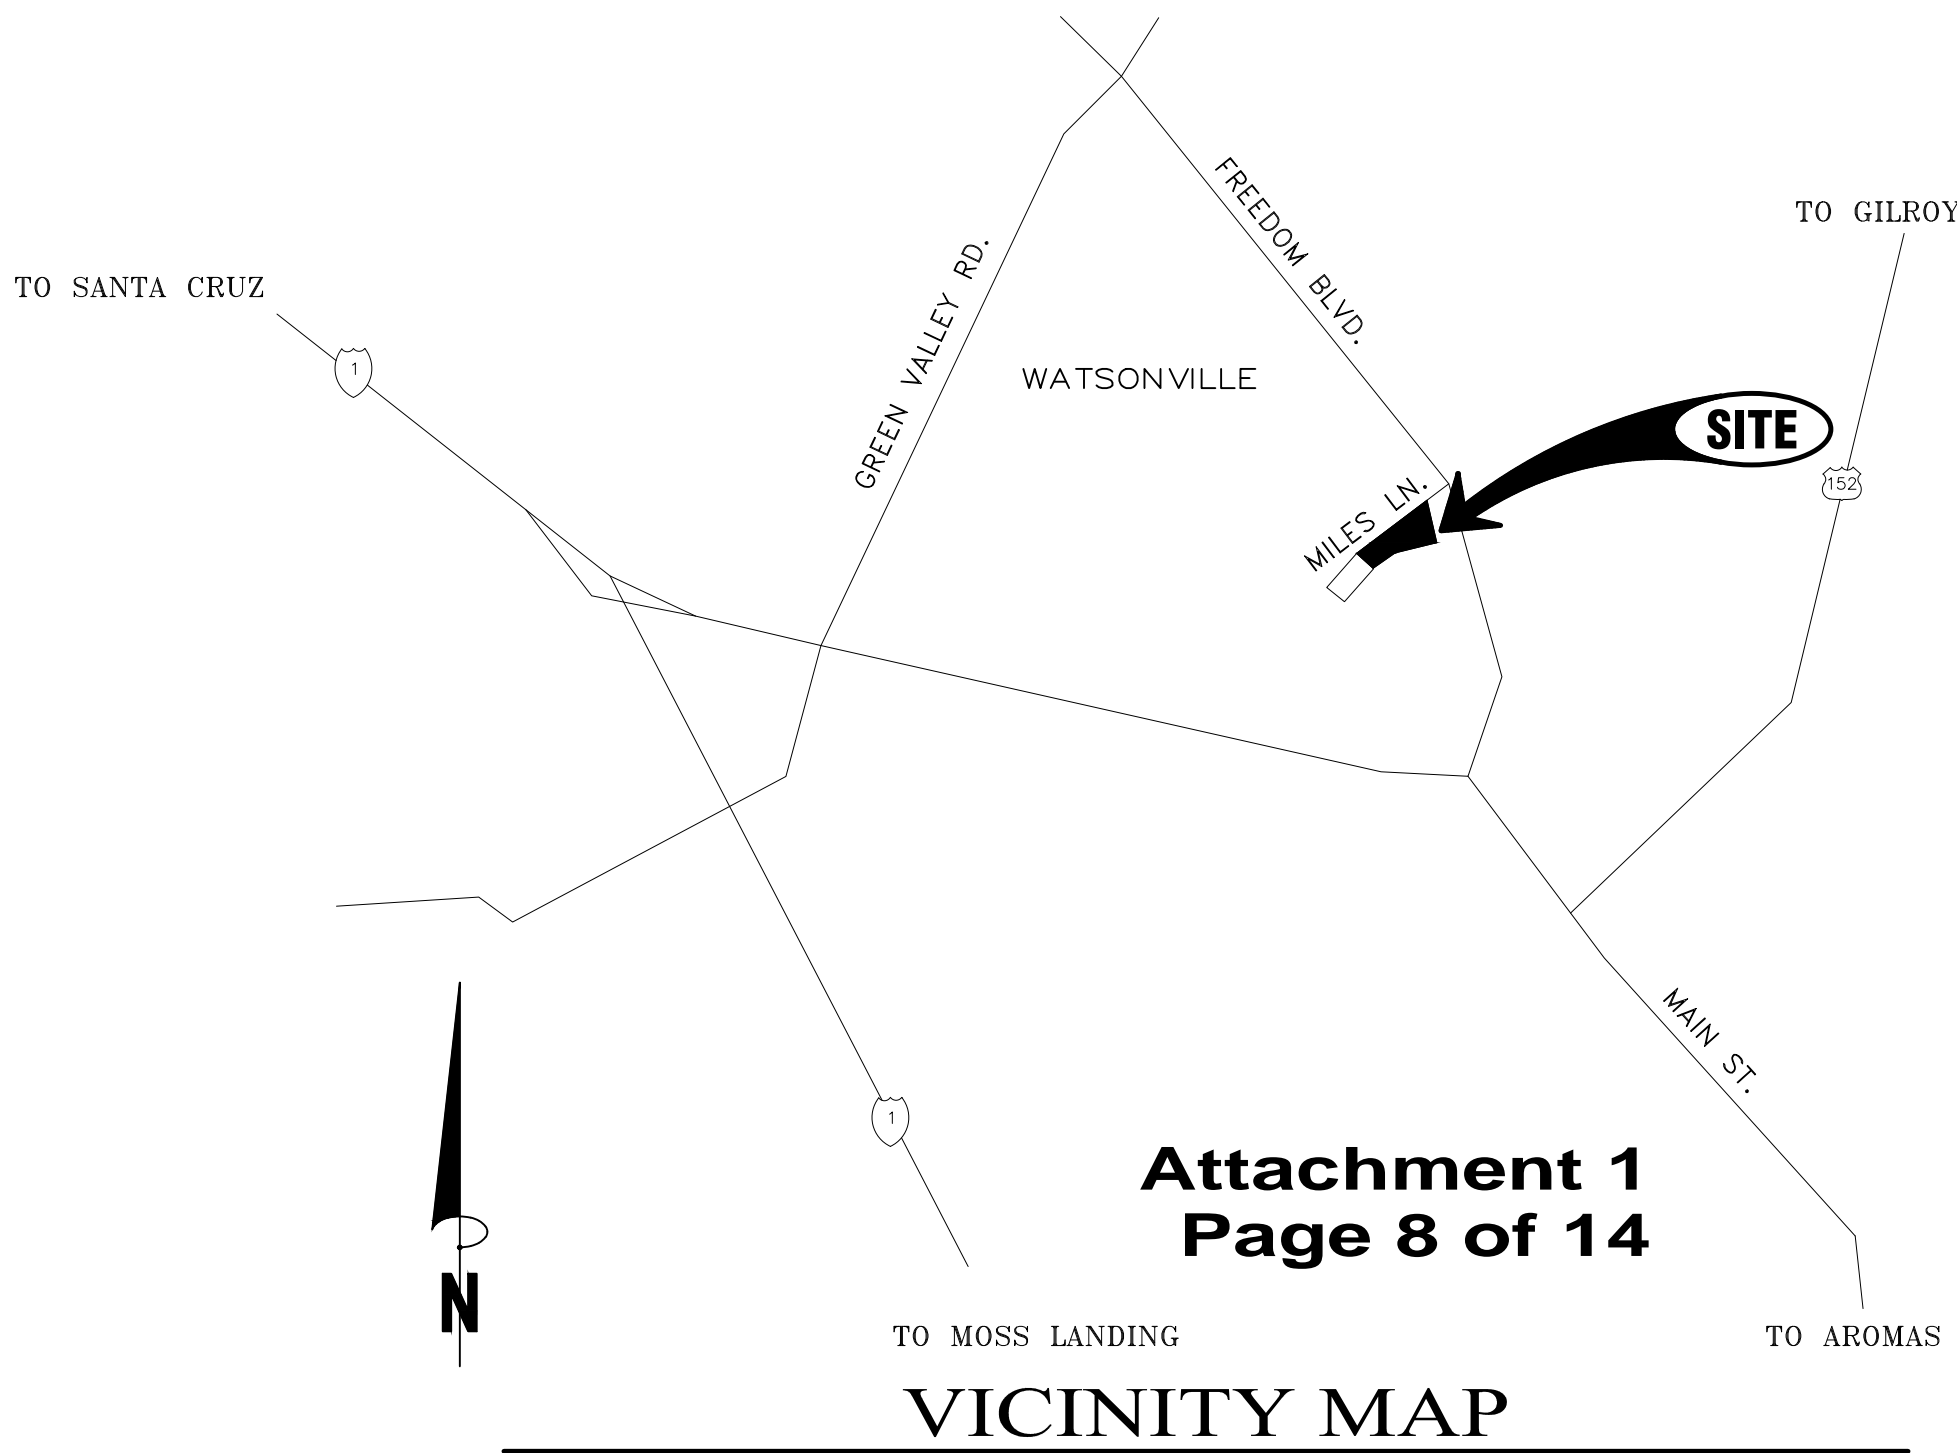 TO GILROY
FREEDOM BLVD.
GREEN VALLEY RD.
TO SANTA CRUZ
1
WATSONVILLE
SITE
152
MILES LN.
MAIN ST.
1
Attachment 1
Page 8 of 14
N
TO MOSS LANDING
TO AROMAS
VICINITY MAP